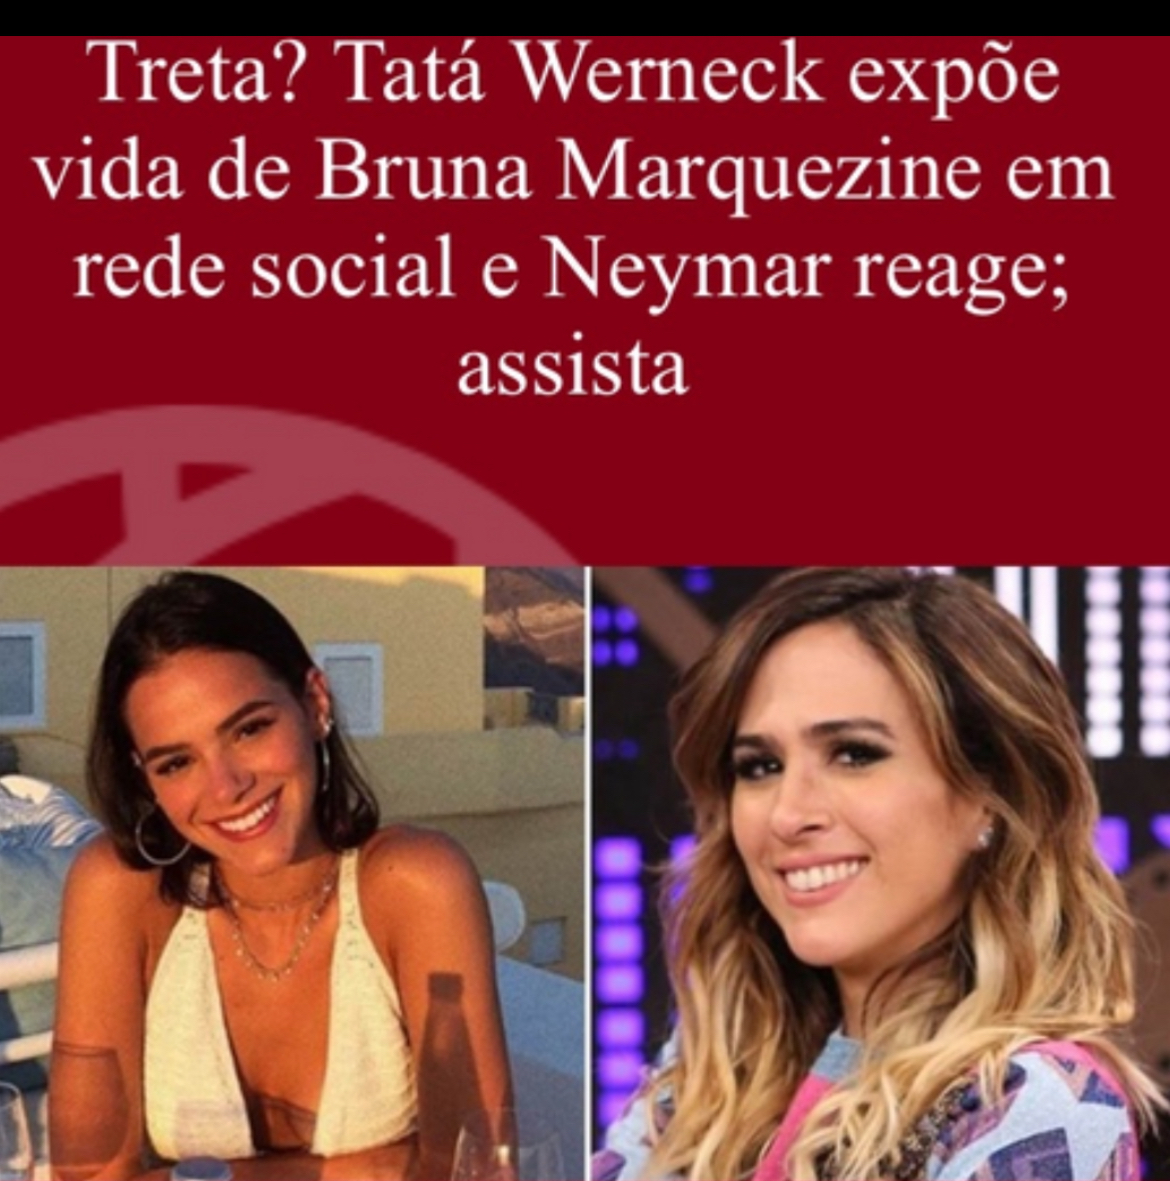 Treta? Tatá Werneck expõe
vida de Bruna Marquezine em
rede social e Neymar reage;
assista